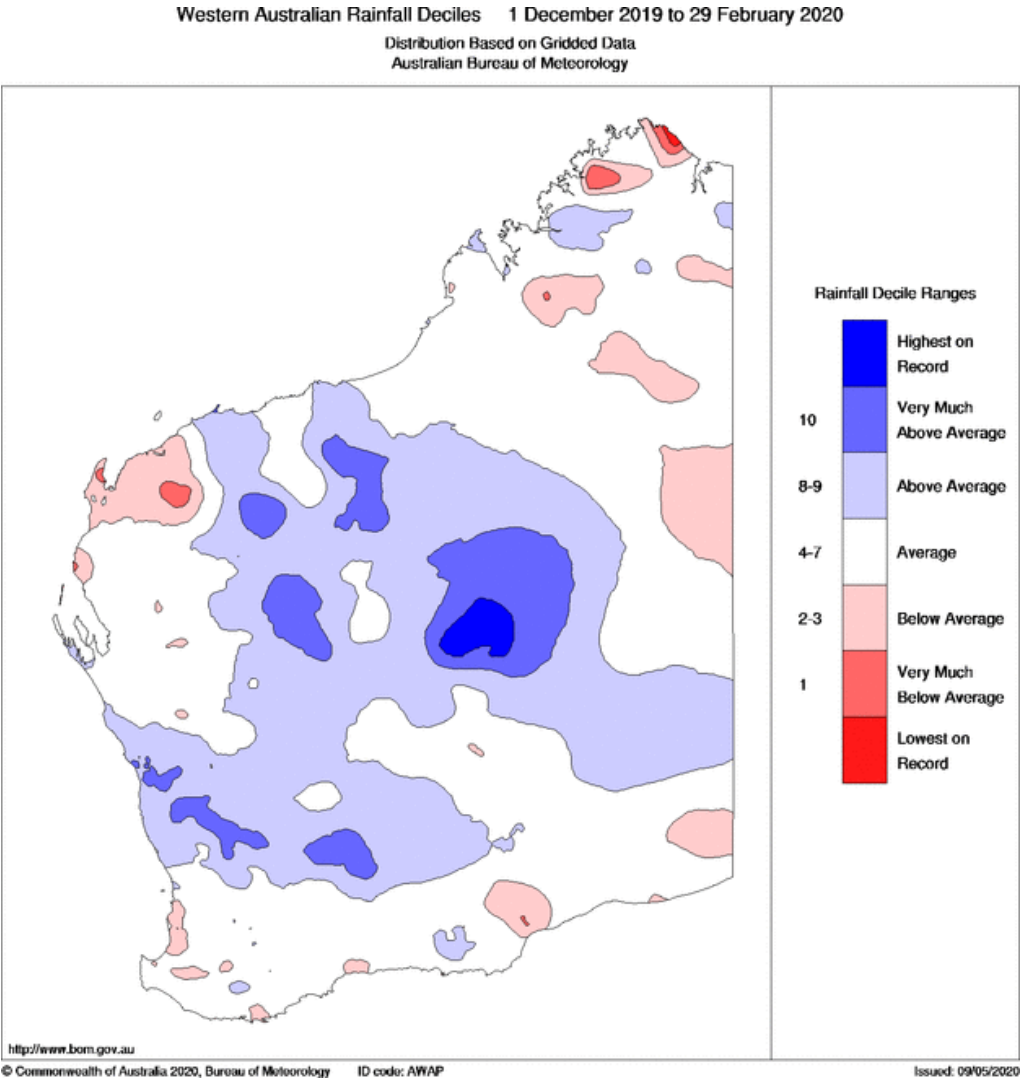 Western Australian Rainfall Deciles 1 December 2019 to 29 February 2020
Distribution Based on Gridded Data
Australian Bureau of Meteorology
Rainfall Decile Ranges
Highest on
Record
10 Very Much
Above Average
8-9 Above Average
4-7 Average
2-3 Below Average
1 Very Much
Below Average
Lowest on
Record
http://www.bom.gov.au
© Commonwealth of Australia 2020, Bureau of Meteorology ID code: AWAP Issued: 09/05/2020